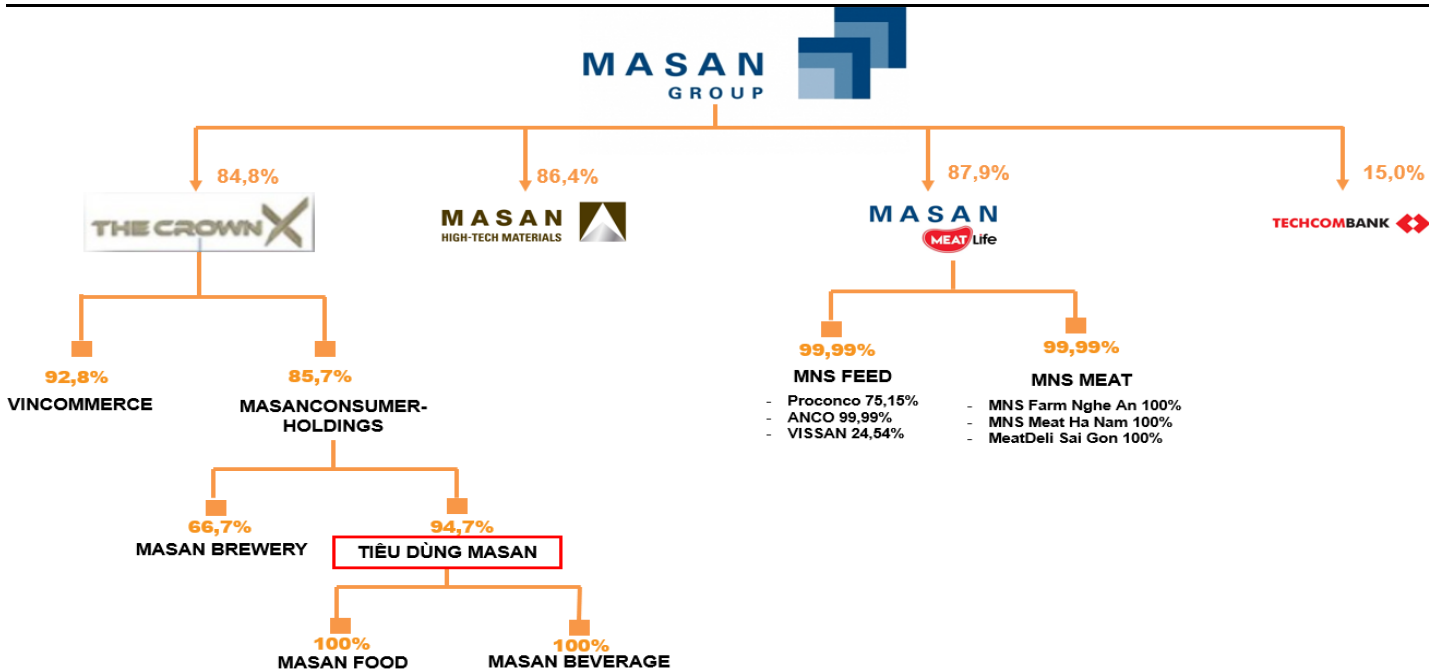 MASAN
GROUP
84,8%
86,4%
87,9%
15,0%
THE CROWNX
MASAN
HIGH-TECH MATERIALS
MASAN
MEAT Life
TECHCOMBANK
92,8%
VINCOMMERCE
85,7%
MASANCONSUMER-
HOLDINGS
99,99%
MNS FEED
- Proconco 75,15%
- ANCO 99,99%
- VISSAN 24,54%
99,99%
MNS MEAT
- MNS Farm Nghe An 100%
- MNS Meat Ha Nam 100%
- MeatDeli Sai Gon 100%
66,7%
MASAN BREWERY
94,7%
TIÊU DÙNG MASAN
100%
MASAN FOOD
100%
MASAN BEVERAGE